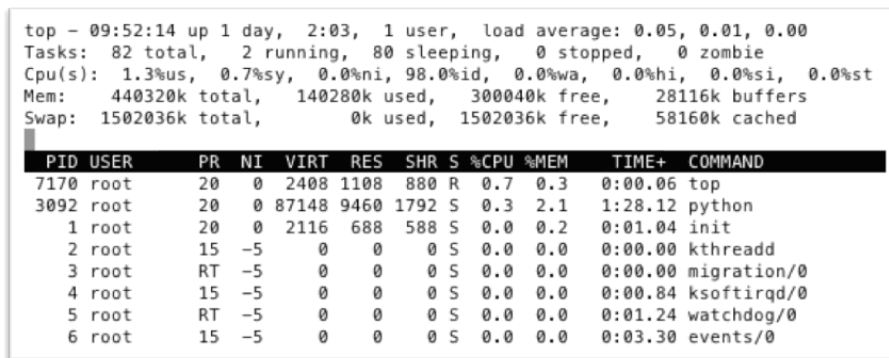 top - 09:52:14 up 1 day,  2:03,  1 user,  load average: 0.05, 0.01, 0.00
Tasks:  82 total,   2 running,  80 sleeping,   0 stopped,   0 zombie
Cpu(s):  1.3%us,  0.7%sy,  0.0%ni, 98.0%id,  0.0%wa,  0.0%hi,  0.0%si,  0.0%st
Mem:    440320k total,   140280k used,   300040k free,    28116k buffers
Swap:  1502036k total,        0k used,  1502036k free,    58160k cached
PID USER      PR  NI  VIRT  RES  SHR S %CPU %MEM    TIME+  COMMAND
7170 root      20   0  2408 1108  880 R  0.7  0.3   0:00.06 top
3092 root      20   0 87148 9460 1792 S  0.3  2.1   1:28.12 python
1 root      20   0  2116  688  588 S  0.0  0.2   0:01.04 init
2 root      15  -5     0    0    0 S  0.0  0.0   0:00.00 kthreadd
3 root      RT  -5     0    0    0 S  0.0  0.0   0:00.00 migration/0
4 root      15  -5     0    0    0 S  0.0  0.0   0:00.84 ksoftirqd/0
5 root      RT  -5     0    0    0 S  0.0  0.0   0:01.24 watchdog/0
6 root      15  -5     0    0    0 S  0.0  0.0   0:03.30 events/0